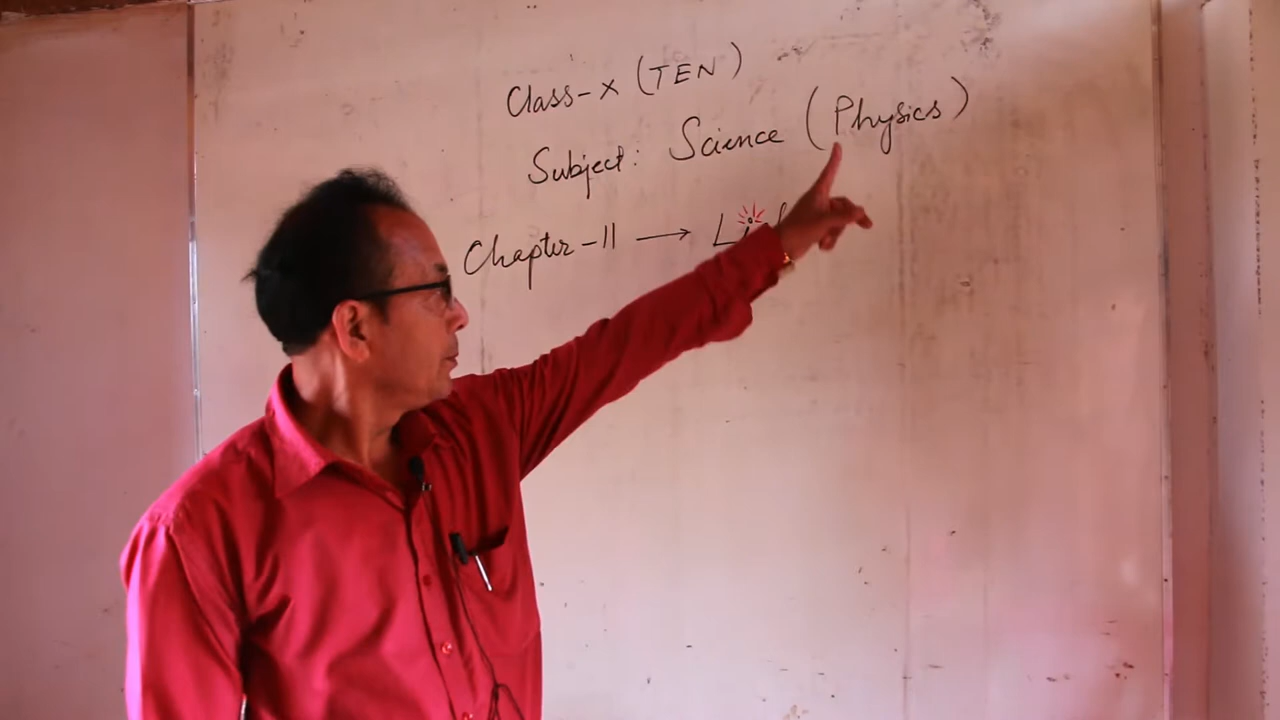 Class-X (TEN)
Subject: Science (Physics)
Chapter-11 →